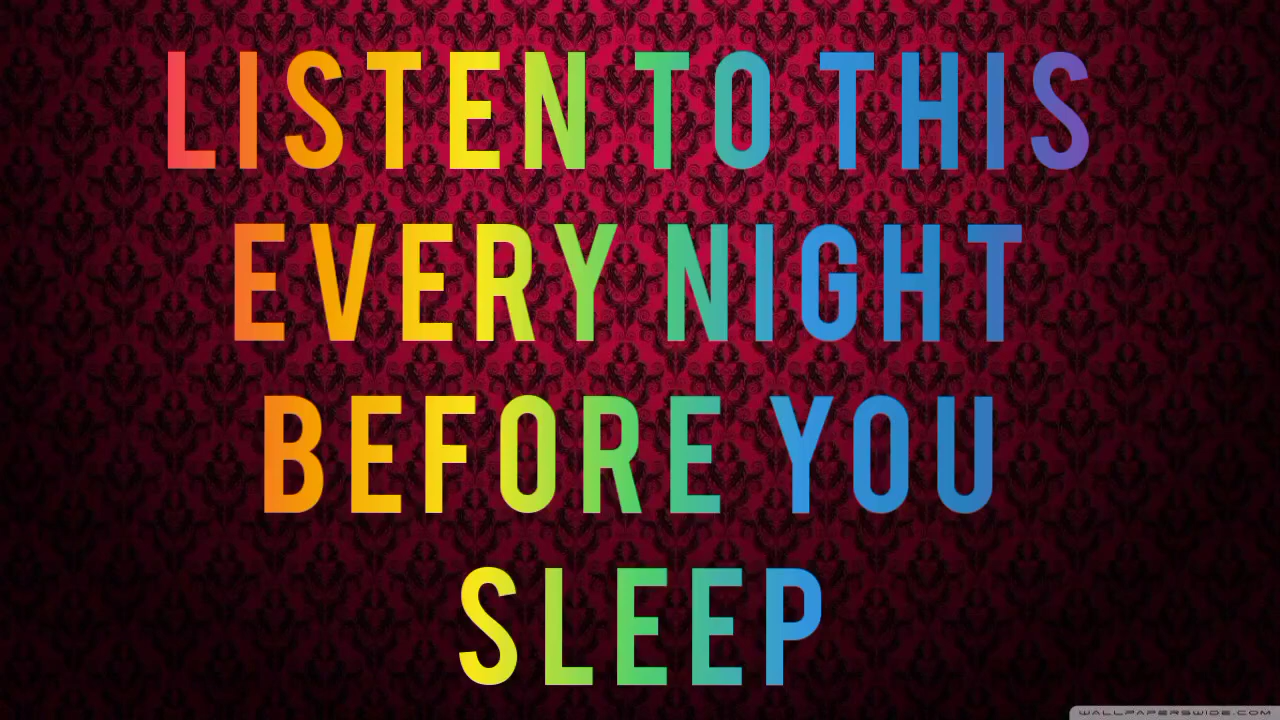 LISTEN TO THIS
EVERY NIGHT
BEFORE YOU
SLEEP
WALLPAPERSWIDE.COM